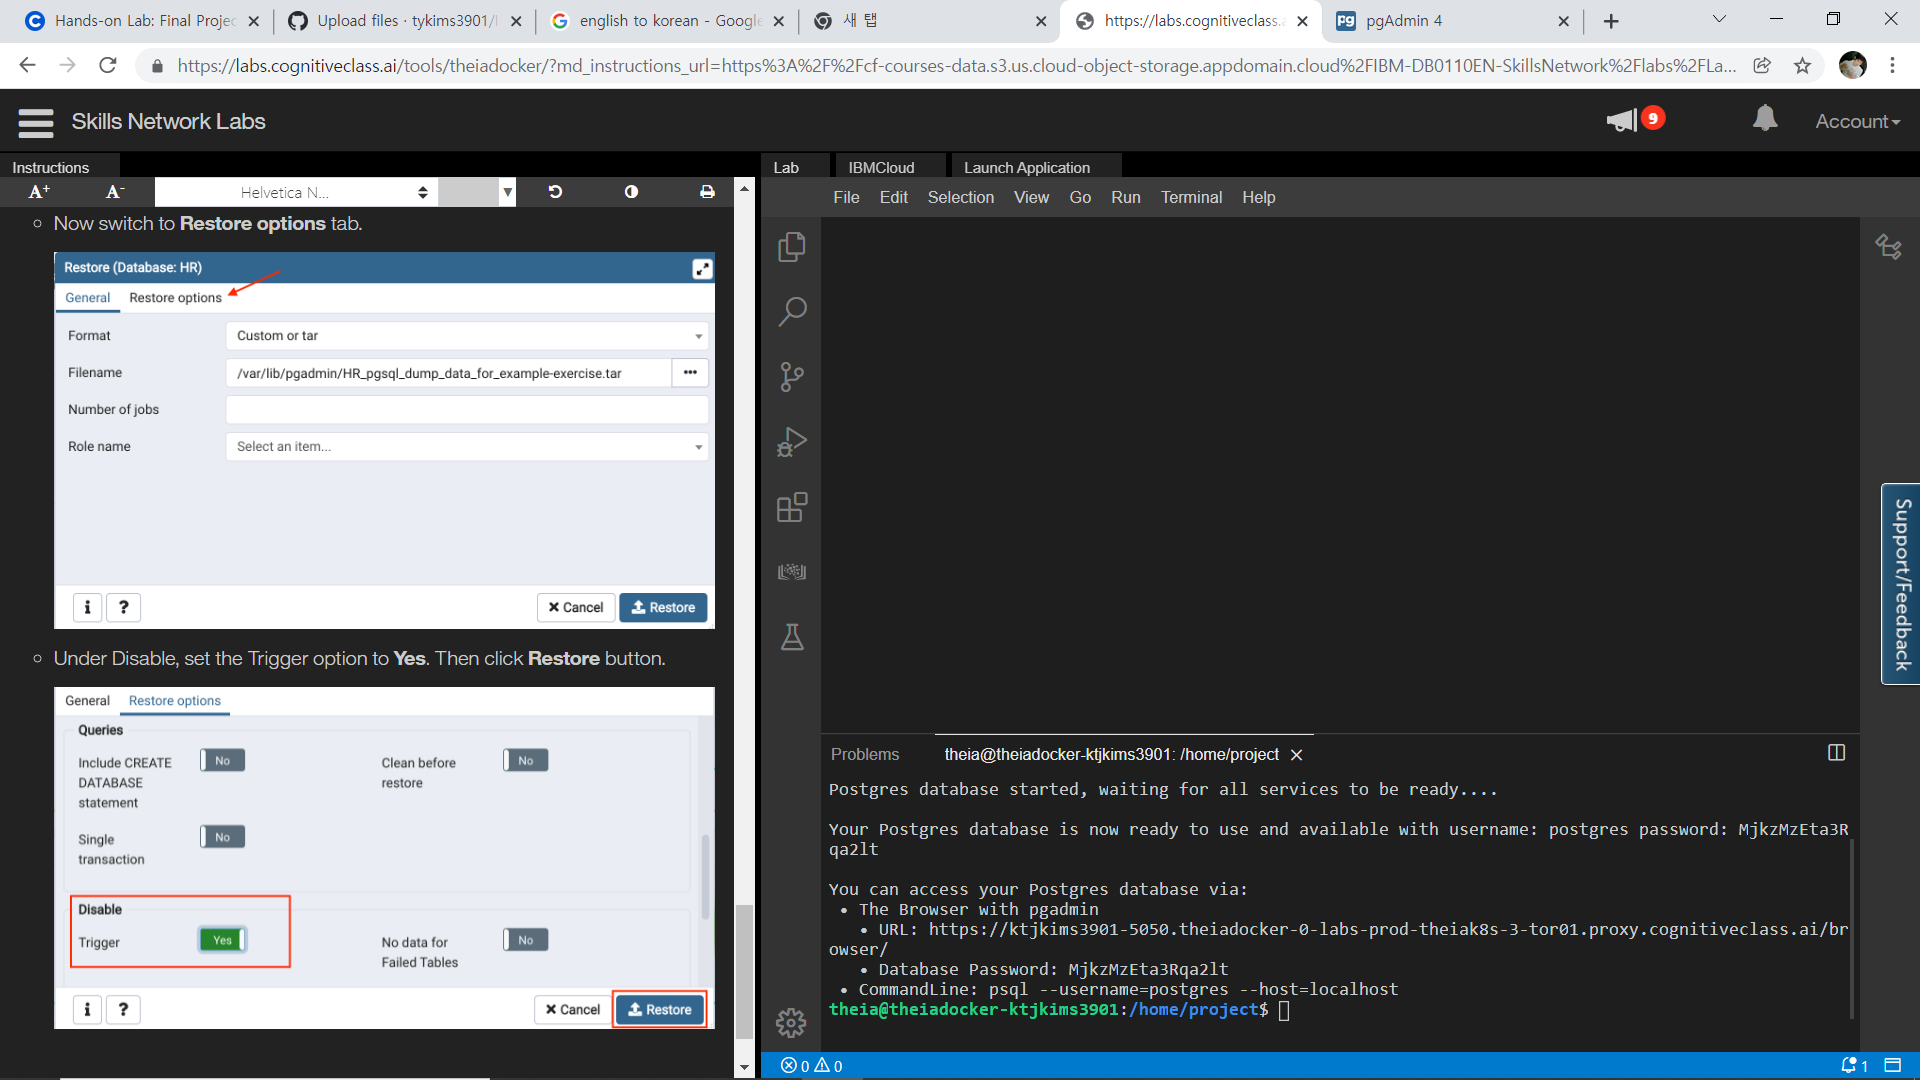 Hands-on Lab: Final Projec
Upload files · tykims3901/
english to korean - Google
새 탭
https://labs.cognitiveclass.a
pgAdmin 4
https://labs.cognitiveclass.ai/tools/theiadocker/?md_instructions_url=https%3A%2F%2Fcf-courses-data.s3.us.cloud-object-storage.appdomain.cloud%2FIBM-DB0110EN-SkillsNetwork%2Flabs%2FLa...
Skills Network Labs
9
Account
Instructions
A+ A- Helvetica N...
Now switch to Restore options tab.
Restore (Database: HR)
General Restore options
Format Custom or tar
Filename /var/lib/pgadmin/HR_pgsql_dump_data_for_example-exercise.tar •••
Number of jobs
Role name Select an item...
i ? Cancel Restore
Under Disable, set the Trigger option to Yes. Then click Restore button.
General Restore options
Queries
Include CREATE DATABASE statement No
Clean before restore No
Single transaction No
Disable
Trigger Yes
No data for Failed Tables No
i ? Cancel Restore
Lab IBMCloud Launch Application
File Edit Selection View Go Run Terminal Help
Support/Feedback
Problems theia@theiadocker-ktjkims3901: /home/project
Postgres database started, waiting for all services to be ready....
Your Postgres database is now ready to use and available with username: postgres password: MjkzMzEta3R
qa2lt
You can access your Postgres database via:
• The Browser with pgadmin
• URL: https://ktjkims3901-5050.theiadocker-0-labs-prod-theiak8s-3-tor01.proxy.cognitiveclass.ai/br
owser/
• Database Password: MjkzMzEta3Rqa2lt
• CommandLine: psql --username=postgres --host=localhost
theia@theiadocker-ktjkims3901:/home/project$
0 0
1